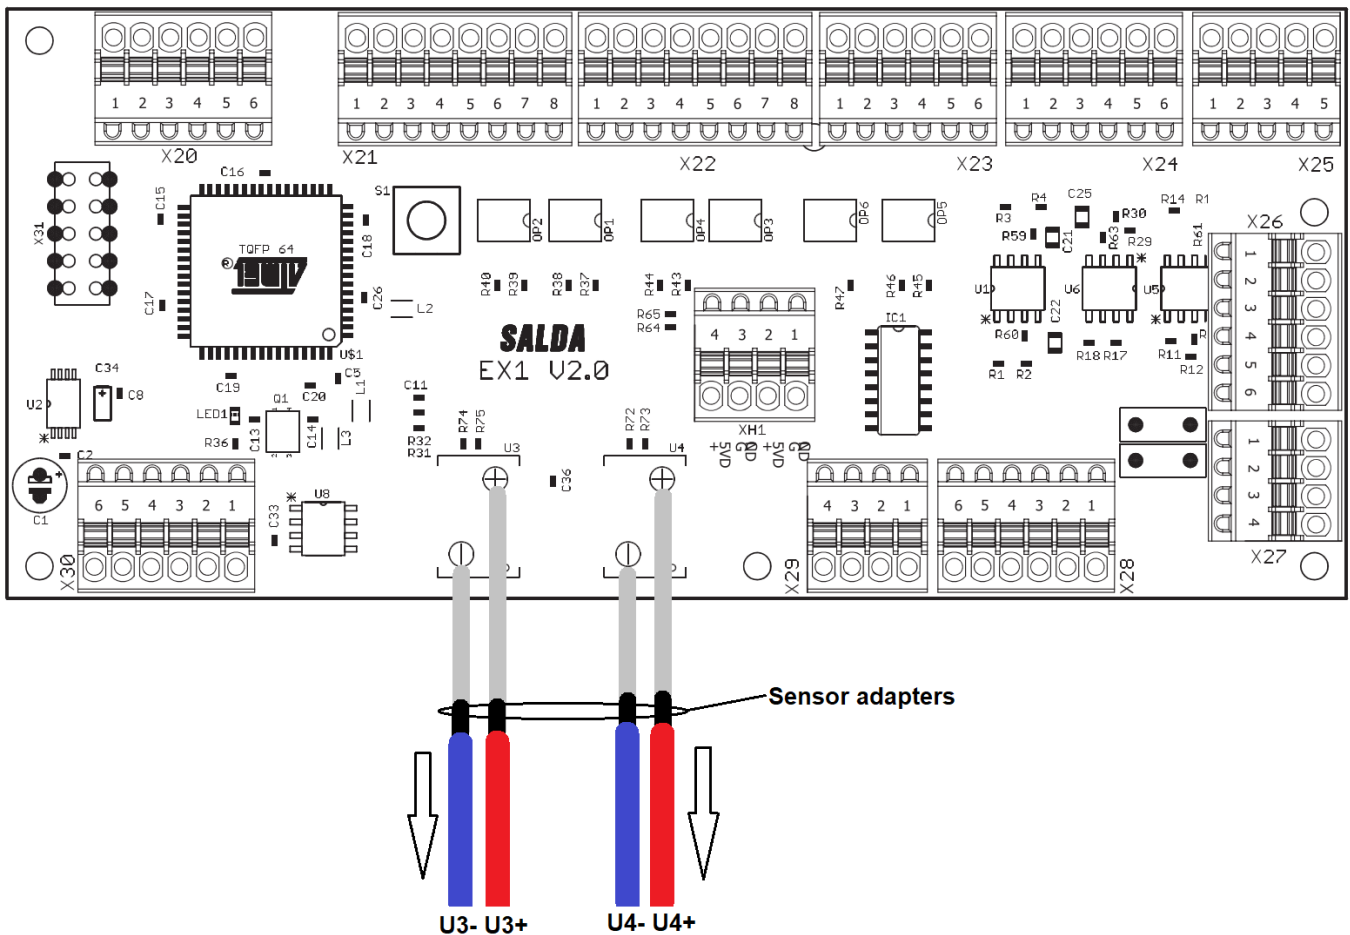 1 2 3 4 5 6
X20
1 2 3 4 5 6 7 8
X21
1 2 3 4 5 6 7 8
X22
1 2 3 4 5 6
X23
1 2 3 4 5 6
X24
1 2 3 4 5
X25
C16
C15
X31
TQFP 64
®
ATMEL
C18
C17
C26
L2
U$1
S1
OP2
OP1
OP4
OP3
OP6
OP5
R40
R39
R38
R37
R44
R43
R65
R64
R47
R46
R45
IC1
R3
R4
C25
R59
C21
R63
R30
R29
R14
R1
R61
U1
U6
U5
R60
C22
R1
R2
R18
R17
R11
R12
R
X26
1
2
3
4
5
6
1
2
3
4
X27
SALDA
EX1 V2.0
4 3 2 1
XH1
+
5VD
G
GD
+
5VD
G
GD
C34
U2
C8
C19
C5
L1
C20
LED1
Q1
R36
C13
C14
L3
C11
R32
R31
R74
R75
U3
C36
R72
R73
U4
C2
C1
+
6 5 4 3 2 1
X30
U8
C33
4 3 2 1
X29
6 5 4 3 2 1
X28
Sensor adapters
U3- U3+
U4- U4+